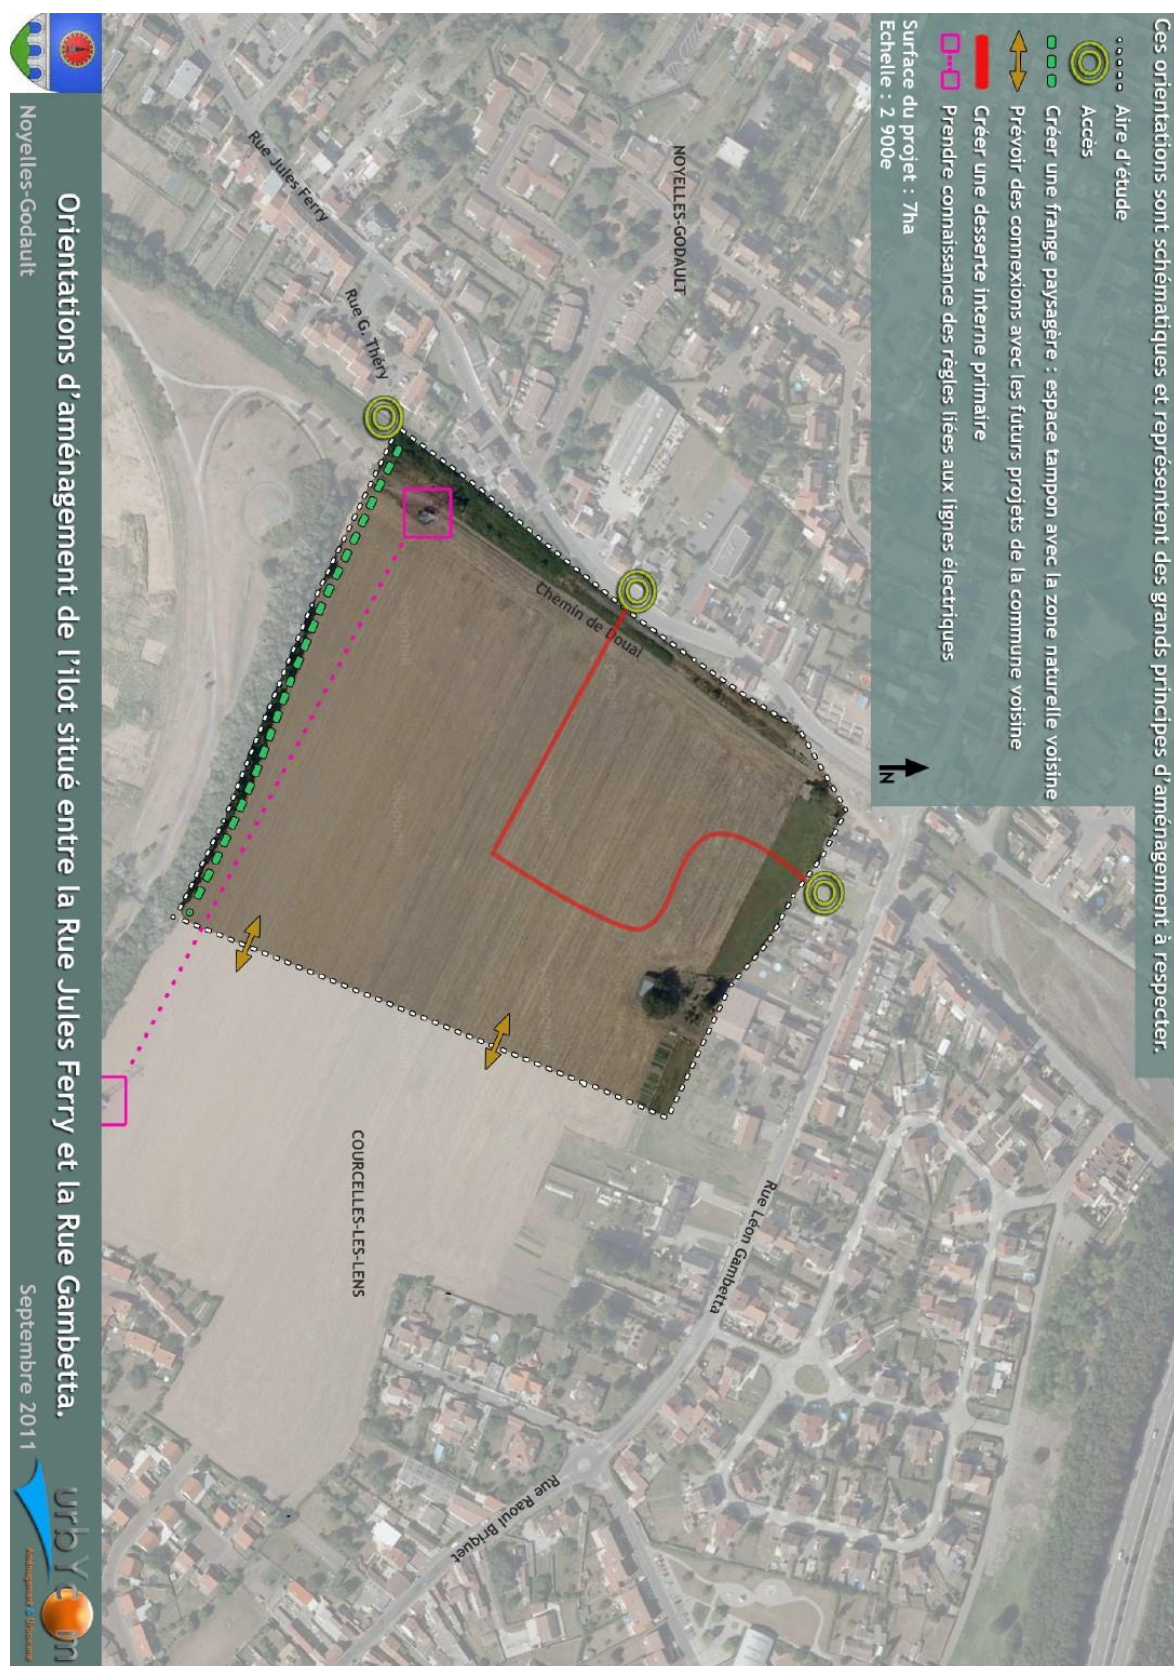 Ces orientations sont schématiques et représentent des grands principes d'aménagement à respecter.
Aire d'étude
Accès
Créer une frange paysagère : espace tampon avec la zone naturelle voisine
Prévoir des connexions avec les futurs projets de la commune voisine
Créer une desserte interne primaire
Prendre connaissance des règles liées aux lignes électriques
Surface du projet : 7ha
Echelle : 2 900e
N
NOYELLES-GODAULT
Rue Jules Ferry
Rue G. Théry
Chemin de Douai
Rue Léon Gambetta
COURCELLES-LES-LENS
Rue Raoul Briquet
Orientations d'aménagement de l'ilot situé entre la Rue Jules Ferry et la Rue Gambetta.
Noyelles-Godault
Septembre 2011
urbycom
Aménagement & Urbanisme